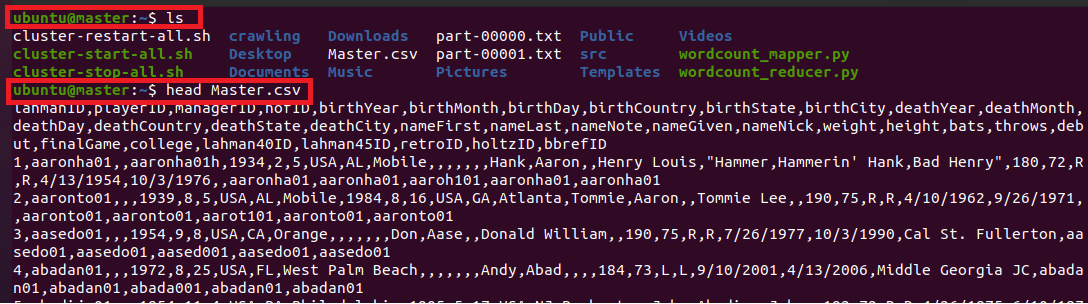 ubuntu@master:~$ ls
cluster-restart-all.sh crawling Downloads part-00000.txt Public Videos
cluster-start-all.sh Desktop Master.csv part-00001.txt src wordcount_mapper.py
cluster-stop-all.sh Documents Music Pictures Templates wordcount_reducer.py
ubuntu@master:~$ head Master.csv
lahmanID,playerID,managerID,hofID,birthYear,birthMonth,birthDay,birthCountry,birthState,birthCity,deathYear,deathMonth,
deathDay,deathCountry,deathState,deathCity,nameFirst,nameLast,nameNote,nameGiven,nameNick,weight,height,bats,throws,deb
ut,finalGame,college,lahman40ID,lahman45ID,retroID,holtzID,bbrefID
1,aaronha01,,aaronha01h,1934,2,5,USA,AL,Mobile,,,,,,,Hank,Aaron,,Henry Louis,"Hammer,Hammerin' Hank,Bad Henry",180,72,R
,R,4/13/1954,10/3/1976,,aaronha01,aaronha01,aaroh101,aaronha01,aaronha01
2,aaronto01,,,1939,8,5,USA,AL,Mobile,1984,8,16,USA,GA,Atlanta,Tommie,Aaron,,Tommie Lee,,190,75,R,R,4/10/1962,9/26/1971,
,aaronto01,aaronto01,aarot101,aaronto01,aaronto01
3,aasedo01,,,1954,9,8,USA,CA,Orange,,,,,,,Don,Aase,,Donald William,,190,75,R,R,7/26/1977,10/3/1990,Cal St. Fullerton,aa
sedo01,aasedo01,aased001,aasedo01,aasedo01
4,abadan01,,,1972,8,25,USA,FL,West Palm Beach,,,,,,,Andy,Abad,,,,184,73,L,L,9/10/2001,4/13/2006,Middle Georgia JC,abada
n01,abadan01,abada001,abadan01,abadan01